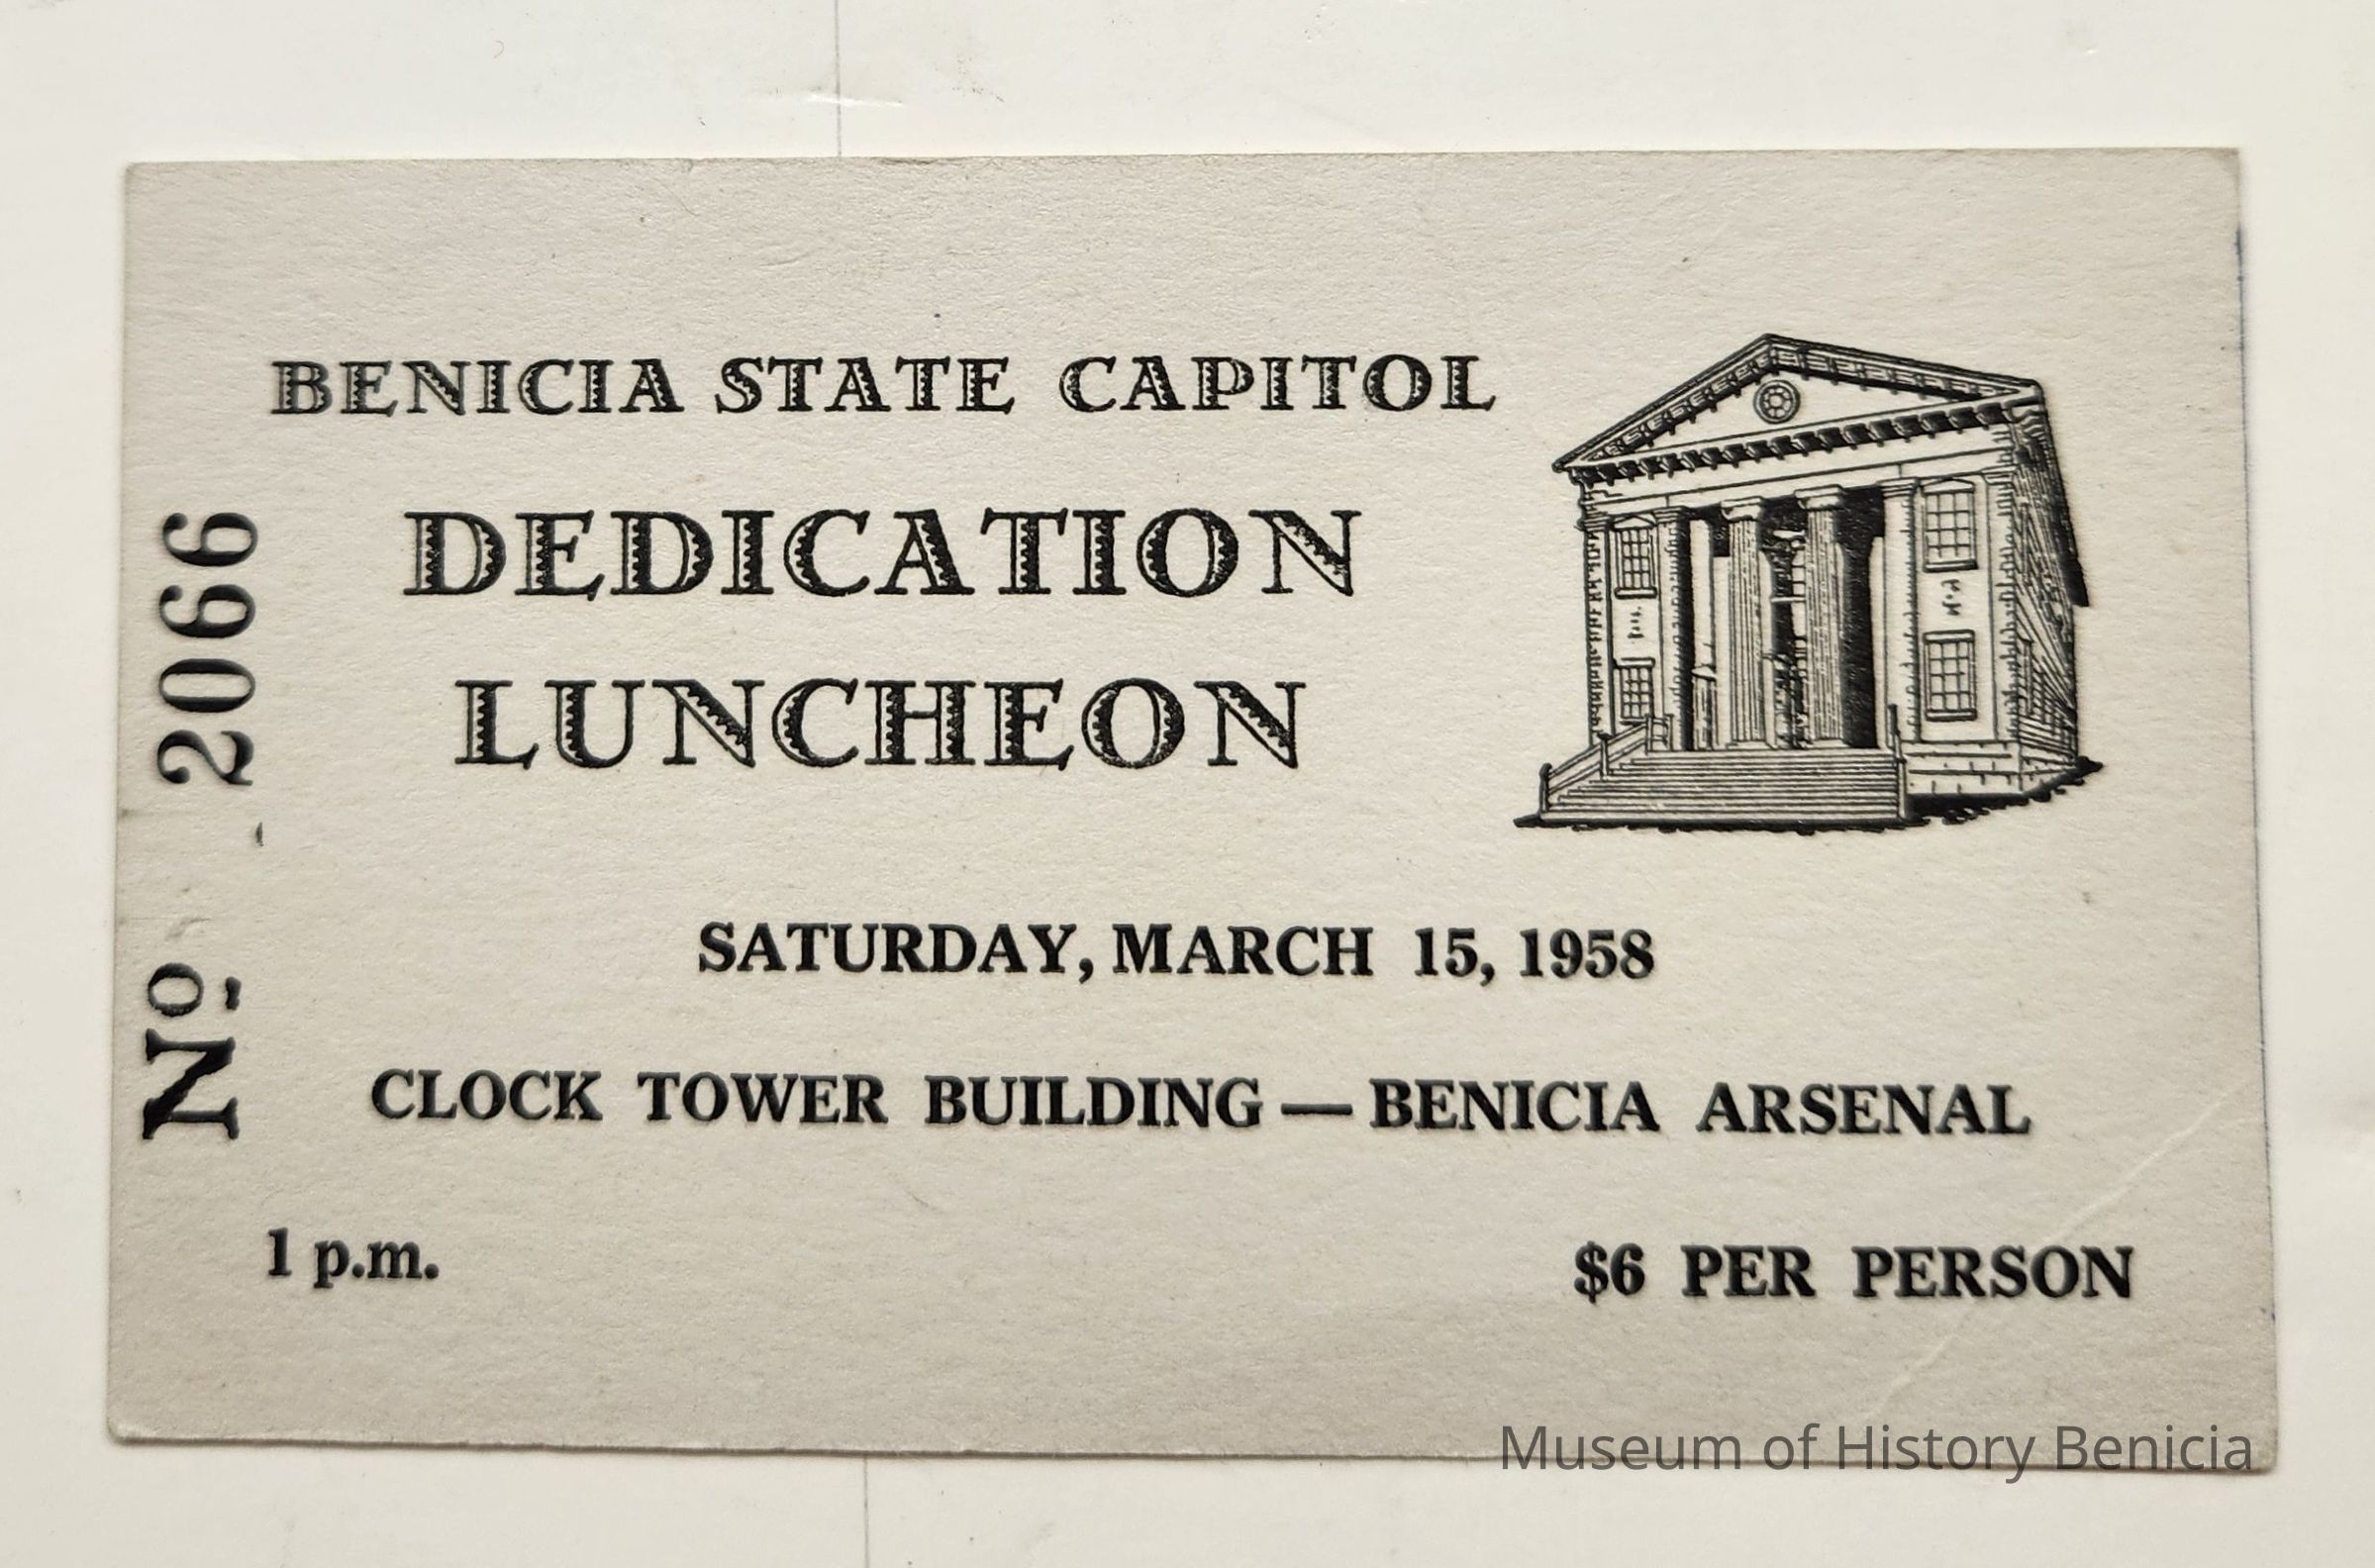 BENICIA STATE CAPITOL
DEDICATION
LUNCHEON
SATURDAY, MARCH 15, 1958
CLOCK TOWER BUILDING — BENICIA ARSENAL
1 p.m.
$6 PER PERSON
Nº 2066
Museum of History Benicia